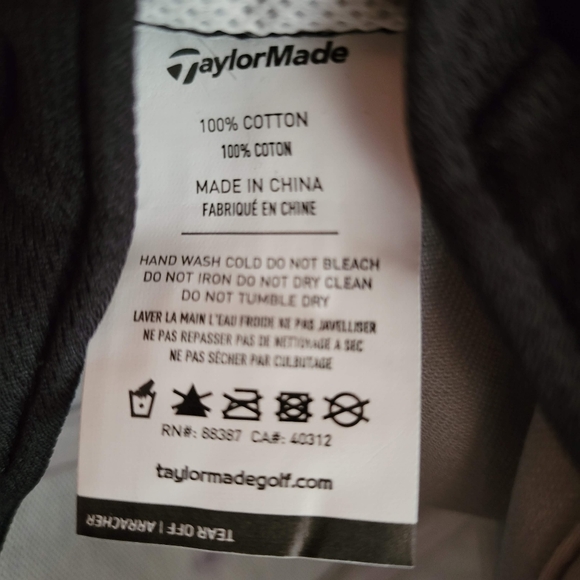 TaylorMade
100% COTTON
100% COTON
MADE IN CHINA
FABRIQUÉ EN CHINE
HAND WASH COLD DO NOT BLEACH
DO NOT IRON DO NOT DRY CLEAN
DO NOT TUMBLE DRY
LAVER LA MAIN L'EAU FROIDE NE PAS JAVELLISER
NE PAS REPASSER PAS DE NETTOYAGE A SEC
NE PAS SÉCHER PAR CULBUTAGE
RN#: 88387 CA#: 40312
taylormadegolf.com
TEAR OFF | ARRACHER